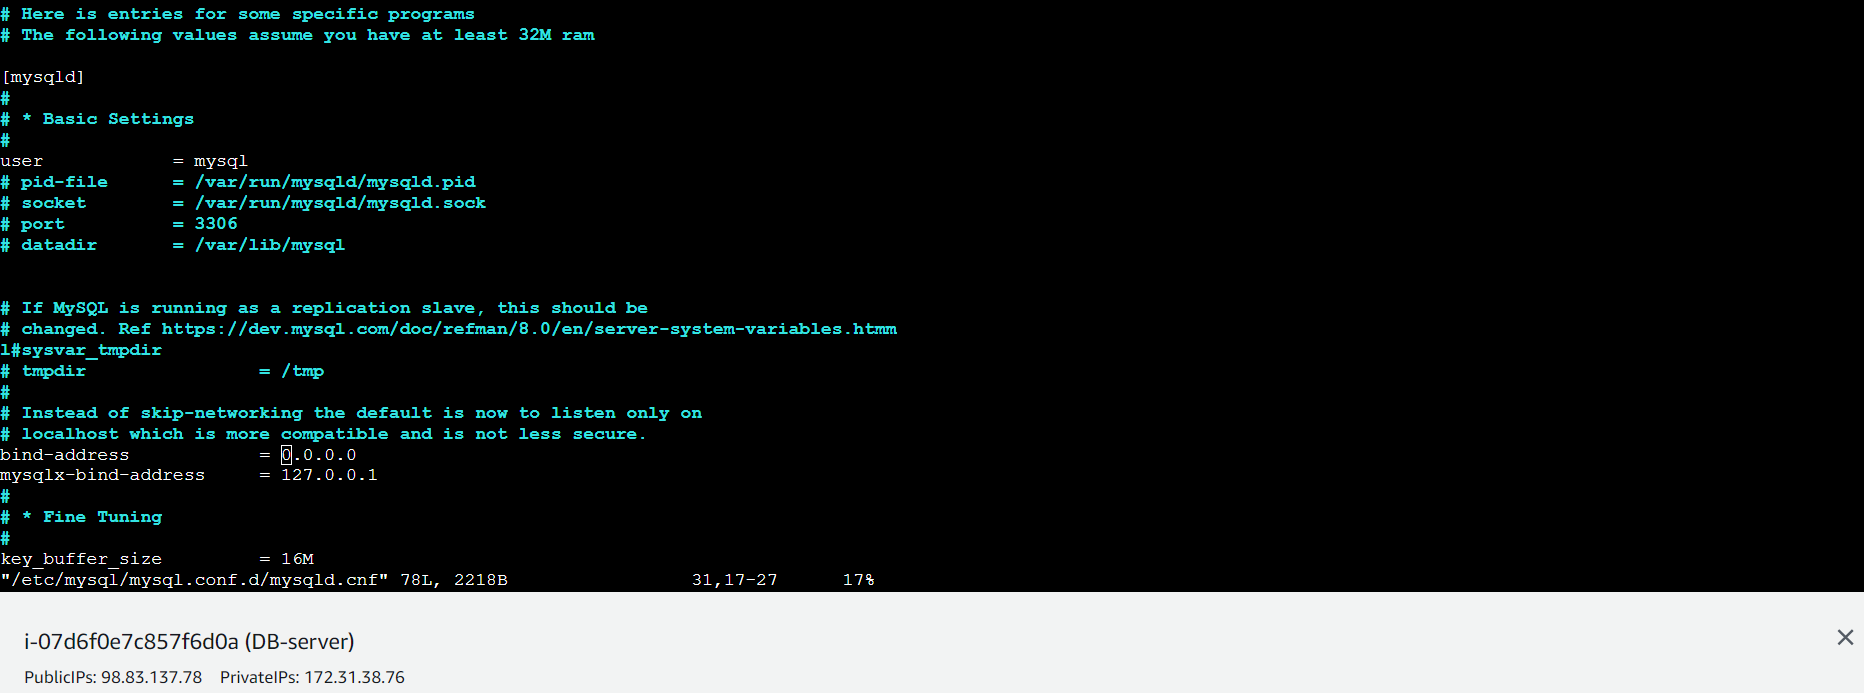 # Here is entries for some specific programs
# The following values assume you have at least 32M ram
[mysqld]
#
# * Basic Settings
#
user            = mysql
# pid-file      = /var/run/mysqld/mysqld.pid
# socket        = /var/run/mysqld/mysqld.sock
# port          = 3306
# datadir       = /var/lib/mysql
# If MySQL is running as a replication slave, this should be
# changed. Ref https://dev.mysql.com/doc/refman/8.0/en/server-system-variables.htmm
l#sysvar_tmpdir
# tmpdir                = /tmp
#
# Instead of skip-networking the default is now to listen only on
# localhost which is more compatible and is not less secure.
bind-address            = 0.0.0.0
mysqlx-bind-address     = 127.0.0.1
#
# * Fine Tuning
#
key_buffer_size         = 16M
"/etc/mysql/mysql.conf.d/mysqld.cnf" 78L, 2218B                 31,17-27      17%
i-07d6f0e7c857f6d0a (DB-server)
PublicIPs: 98.83.137.78    PrivateIPs: 172.31.38.76